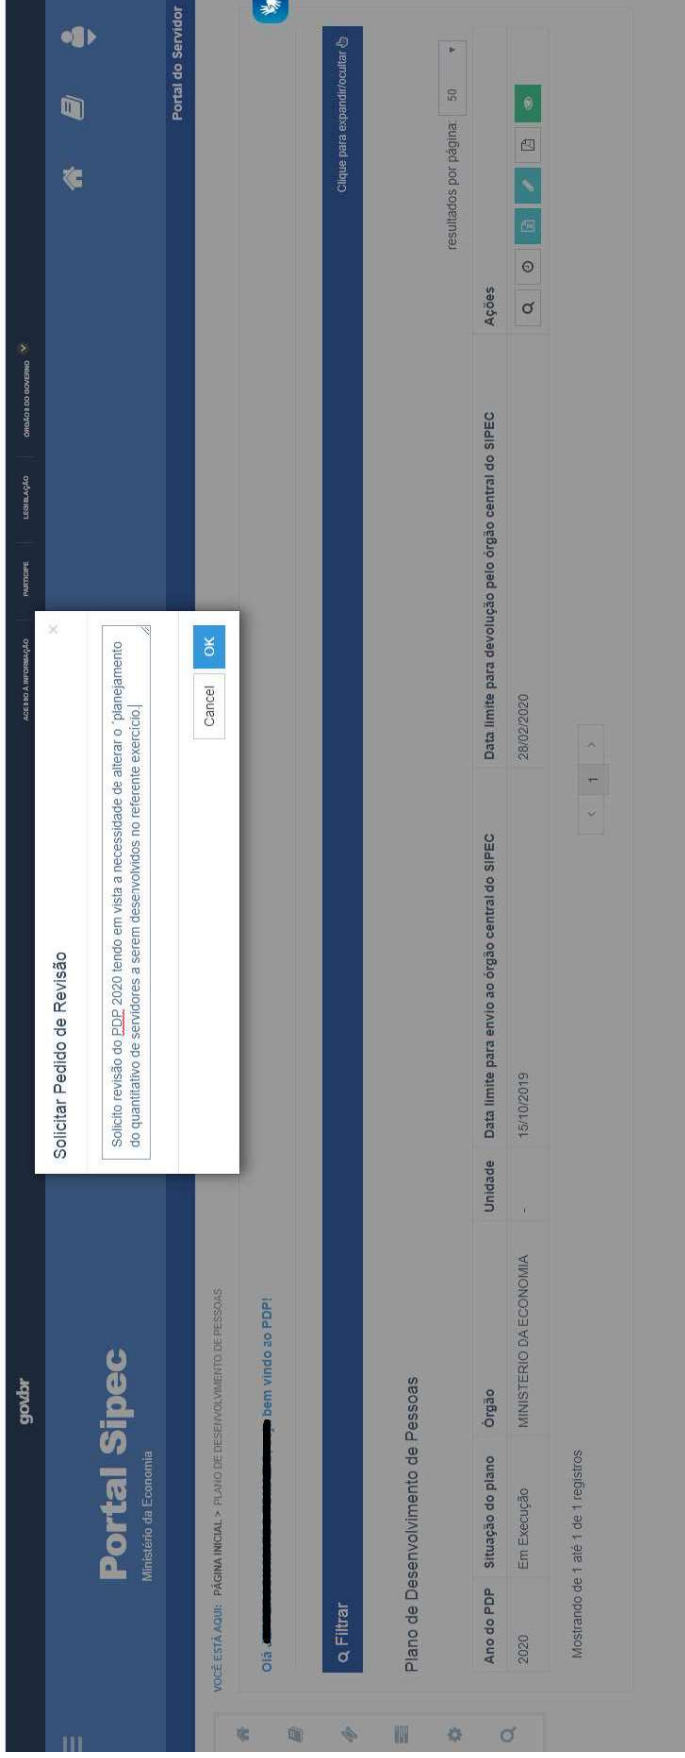 gov.br
ACESSO À INFORMAÇÃO
PARTICIPE
LEGISLAÇÃO
ÓRGÃOS DO GOVERNO
Portal Sipec
Ministério da Economia
Portal do Servidor
Solicitar Pedido de Revisão
×
Solicito revisão do PDP 2020 tendo em vista a necessidade de alterar o ´planejamento
do quantitativo de servidores a serem desenvolvidos no referente exercício.
Cancel
OK
VOCÊ ESTÁ AQUI: PÁGINA INICIAL > PLANO DE DESENVOLVIMENTO DE PESSOAS
Olá
bem vindo ao PDP!
Filtrar
Clique para expandir/ocultar
Plano de Desenvolvimento de Pessoas
resultados por página: 50
Ano do PDP Situação do plano Órgão Unidade Data limite para envio ao órgão central do SIPEC Data limite para devolução pelo órgão central do SIPEC Ações
2020 Em Execução MINISTERIO DA ECONOMIA - 15/10/2019 28/02/2020
Mostrando de 1 até 1 de 1 registros
< 1 >